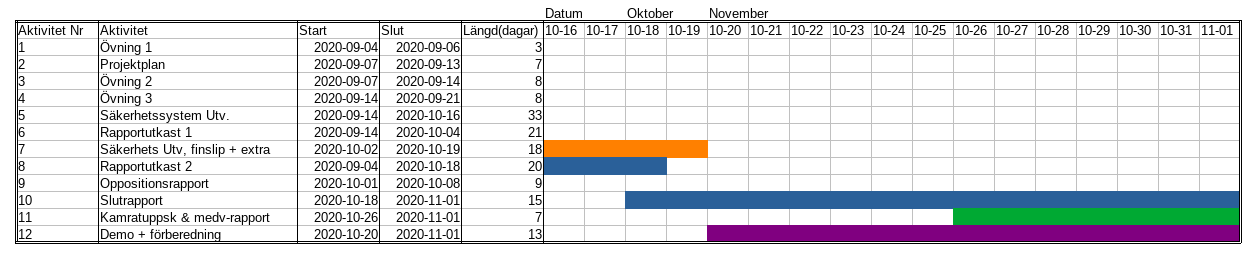 Datum Oktober November
Aktivitet Nr Aktivitet Start Slut Längd(dagar) 10-16 10-17 10-18 10-19 10-20 10-21 10-22 10-23 10-24 10-25 10-26 10-27 10-28 10-29 10-30 10-31 11-01
1 Övning 1 2020-09-04 2020-09-06 3
2 Projektplan 2020-09-07 2020-09-13 7
3 Övning 2 2020-09-07 2020-09-14 8
4 Övning 3 2020-09-14 2020-09-21 8
5 Säkerhetssystem Utv. 2020-09-14 2020-10-16 33
6 Rapportutkast 1 2020-09-14 2020-10-04 21
7 Säkerhets Utv, finslip + extra 2020-10-02 2020-10-19 18
8 Rapportutkast 2 2020-09-04 2020-10-18 20
9 Oppositionsrapport 2020-10-01 2020-10-08 9
10 Slutrapport 2020-10-18 2020-11-01 15
11 Kamratuppsk & medv-rapport 2020-10-26 2020-11-01 7
12 Demo + förberedning 2020-10-20 2020-11-01 13